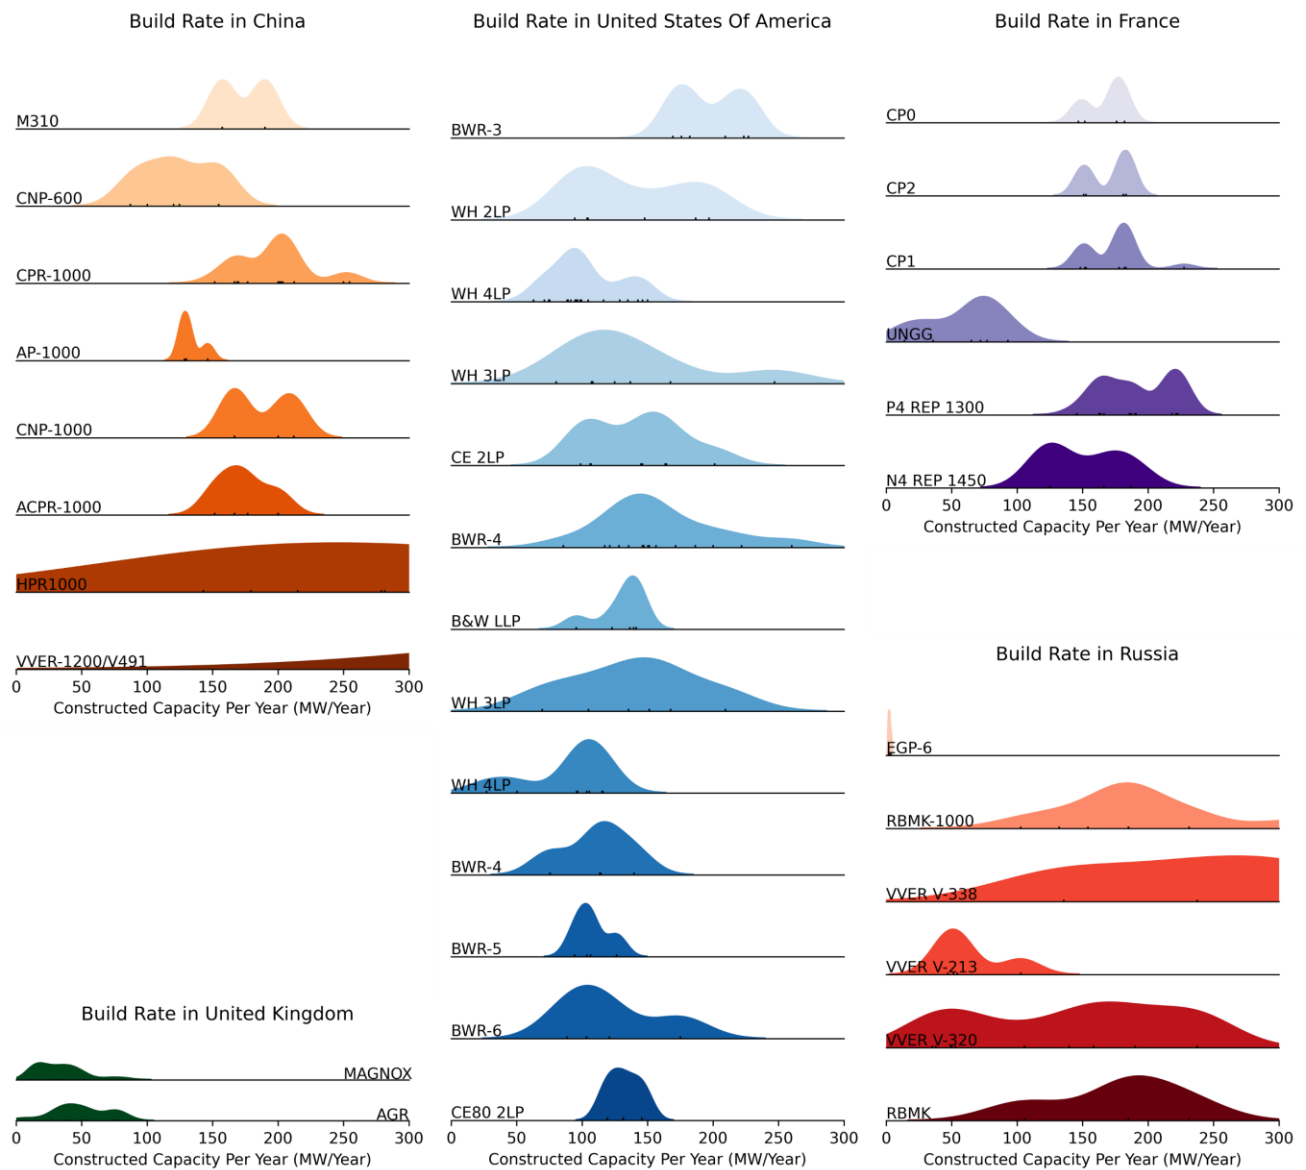 Build Rate in China
M310
CNP-600
CPR-1000
AP-1000
CNP-1000
ACPR-1000
HPR1000
VVER-1200/V491
0 50 100 150 200 250 300
Constructed Capacity Per Year (MW/Year)
Build Rate in United Kingdom
MAGNOX
AGR
0 50 100 150 200 250 300
Constructed Capacity Per Year (MW/Year)
Build Rate in United States Of America
BWR-3
WH 2LP
WH 4LP
WH 3LP
CE 2LP
BWR-4
B&W LLP
WH 3LP
WH 4LP
BWR-4
BWR-5
BWR-6
CE80 2LP
0 50 100 150 200 250 300
Constructed Capacity Per Year (MW/Year)
Build Rate in France
CP0
CP2
CP1
UNGG
P4 REP 1300
N4 REP 1450
0 50 100 150 200 250 300
Constructed Capacity Per Year (MW/Year)
Build Rate in Russia
EGP-6
RBMK-1000
VVER V-338
VVER V-213
VVER V-320
RBMK
0 50 100 150 200 250 300
Constructed Capacity Per Year (MW/Year)